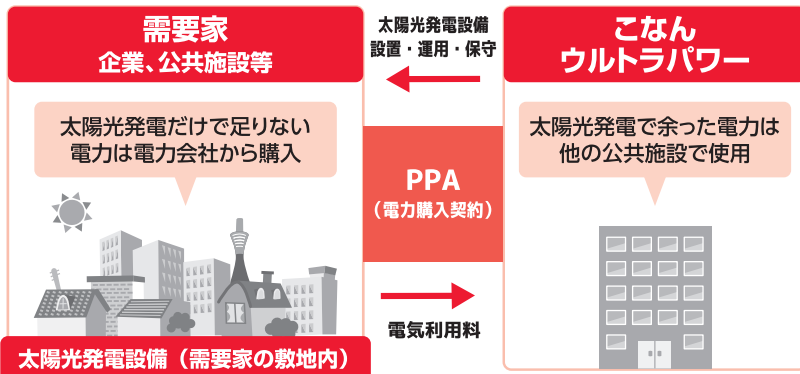 需要家
企業、公共施設等
太陽光発電だけで足りない
電力は電力会社から購入
太陽光発電設備（需要家の敷地内）
太陽光発電設備
設置・運用・保守
PPA
（電力購入契約）
電気利用料
こなん
ウルトラパワー
太陽光発電で余った電力は
他の公共施設で使用